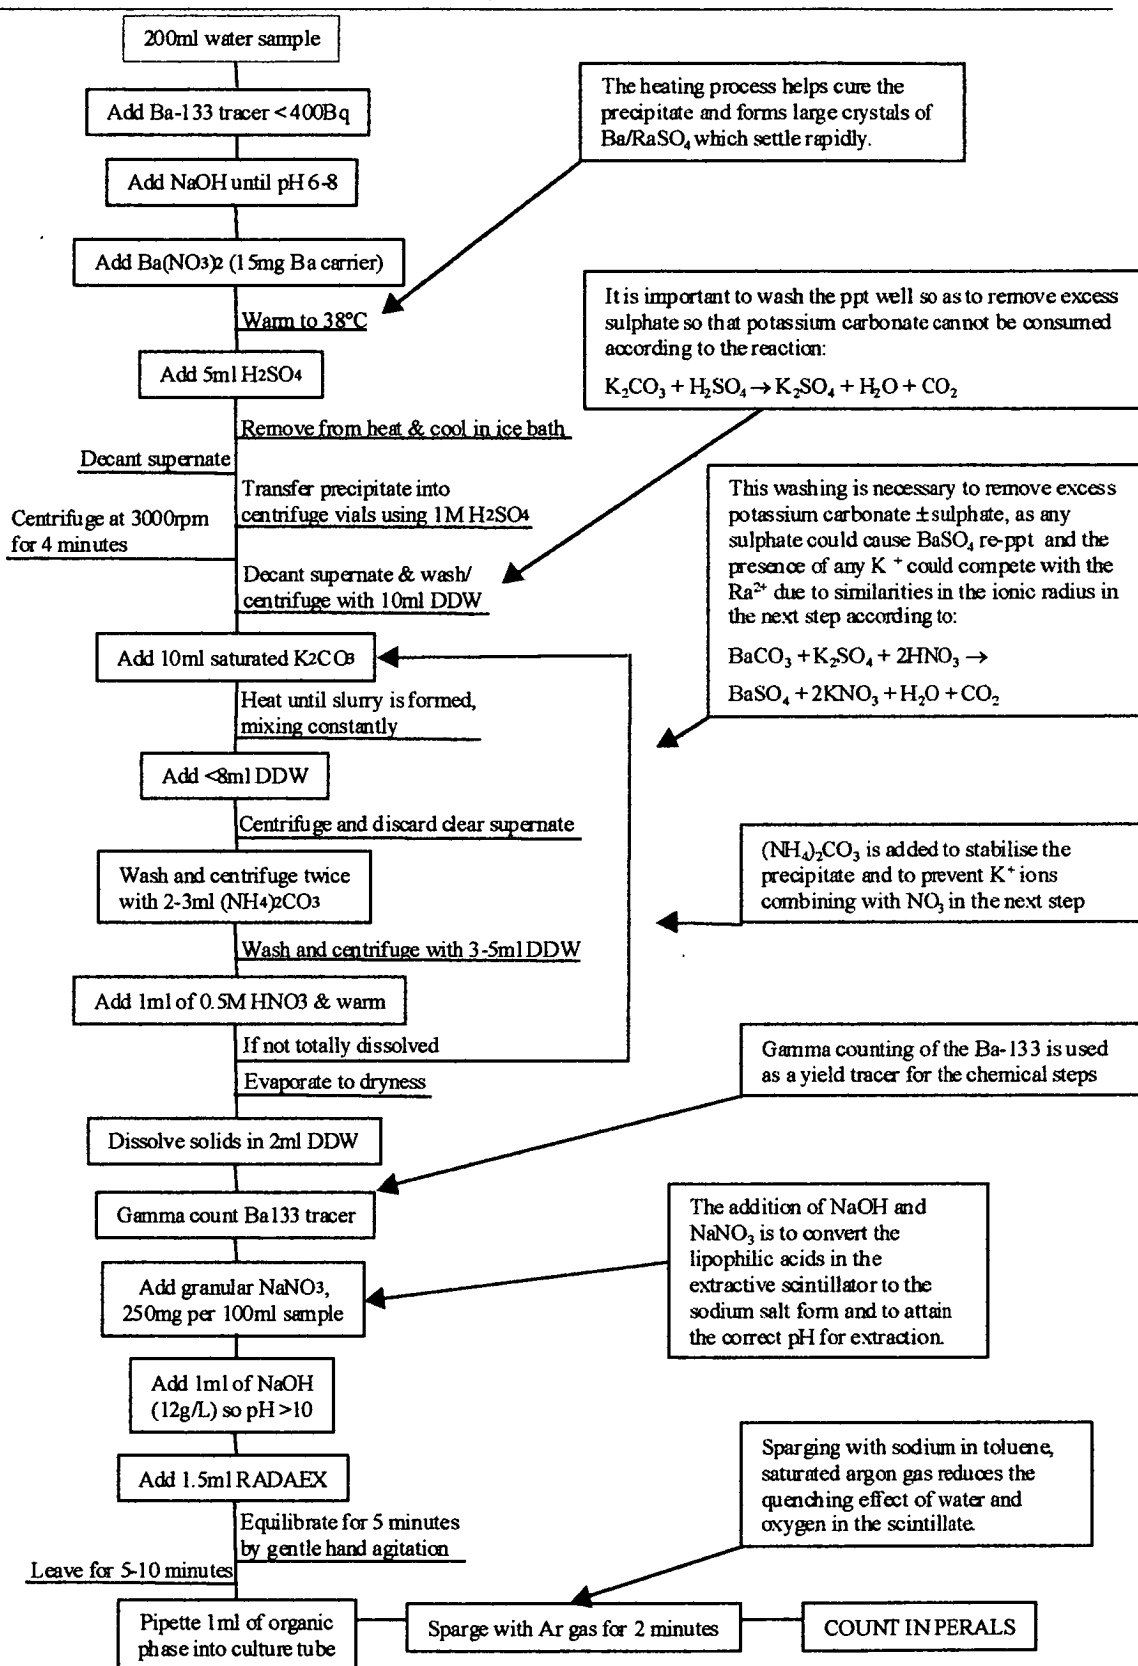 200ml water sample
Add Ba-133 tracer <400Bq
Add NaOH until pH 6-8
Add Ba(NO3)2 (15mg Ba carrier)
Warm to 38°C
Add 5ml H2SO4
Remove from heat & cool in ice bath
Decant supernate
Transfer precipitate into
centrifuge vials using 1M H2SO4
Centrifuge at 3000rpm
for 4 minutes
Decant supernate & wash/
centrifuge with 10ml DDW
Add 10ml saturated K2CO3
Heat until slurry is formed,
mixing constantly
Add <8ml DDW
Centrifuge and discard clear supernate
Wash and centrifuge twice
with 2-3ml (NH4)2CO3
Wash and centrifuge with 3-5ml DDW
Add 1ml of 0.5M HNO3 & warm
If not totally dissolved
Evaporate to dryness
Dissolve solids in 2ml DDW
Gamma count Ba133 tracer
Add granular NaNO3,
250mg per 100ml sample
Add 1ml of NaOH
(12g/L) so pH >10
Add 1.5ml RADAEX
Equilibrate for 5 minutes
by gentle hand agitation
Leave for 5-10 minutes
Pipette 1ml of organic
phase into culture tube
Sparge with Ar gas for 2 minutes
COUNT IN PERALS
The heating process helps cure the
precipitate and forms large crystals of
Ba/RaSO4 which settle rapidly.
It is important to wash the ppt well so as to remove excess
sulphate so that potassium carbonate cannot be consumed
according to the reaction:
K2CO3 + H2SO4 → K2SO4 + H2O + CO2
This washing is necessary to remove excess
potassium carbonate ± sulphate, as any
sulphate could cause BaSO4 re-ppt and the
presence of any K+ could compete with the
Ra2+ due to similarities in the ionic radius in
the next step according to:
BaCO3 + K2SO4 + 2HNO3 →
BaSO4 + 2KNO3 + H2O + CO2
(NH4)2CO3 is added to stabilise the
precipitate and to prevent K+ ions
combining with NO3 in the next step
Gamma counting of the Ba-133 is used
as a yield tracer for the chemical steps
The addition of NaOH and
NaNO3 is to convert the
lipophilic acids in the
extractive scintillator to the
sodium salt form and to attain
the correct pH for extraction.
Sparging with sodium in toluene,
saturated argon gas reduces the
quenching effect of water and
oxygen in the scintillate.